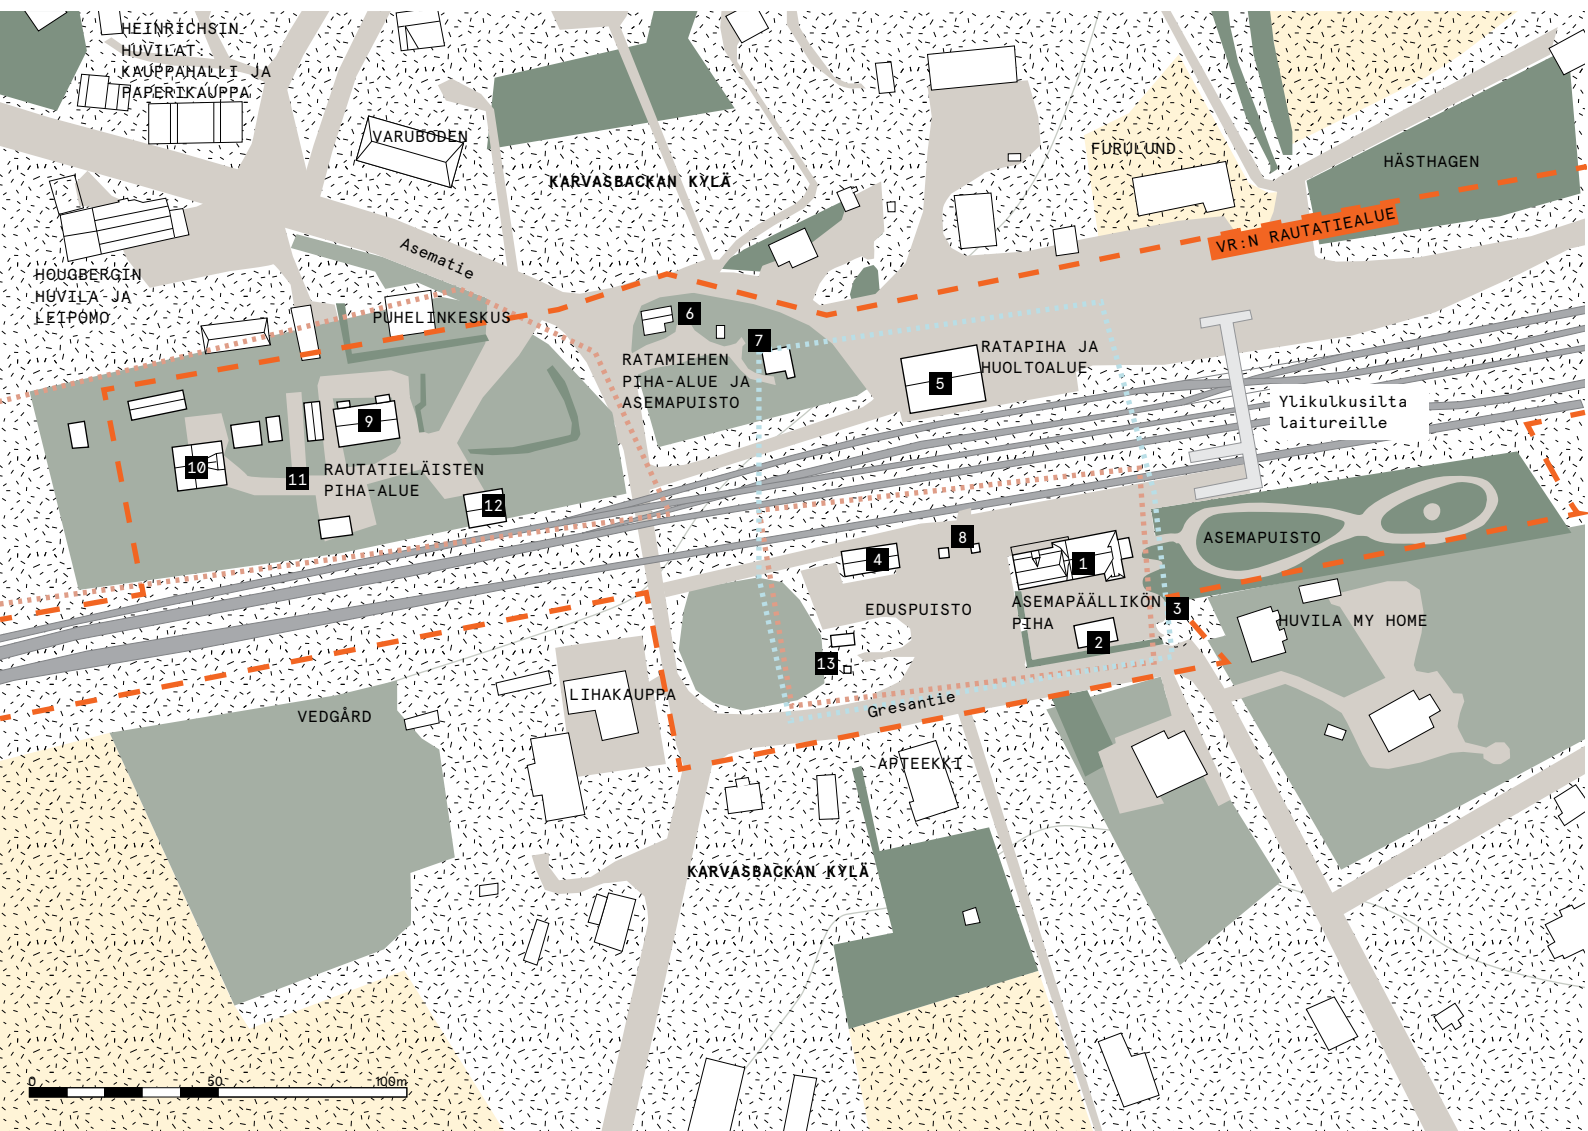 HEINRICHSIN
HUVILAT:
KAUPPAHALLI JA
PAPERIKAUPPA
VARUBODEN
KARVASBACKAN KYLÄ
FURULUND
HÄSTHAGEN
VR:N RAUTATIEALUE
Asematie
HOUGBERGIN
HUVILA JA
LEIPOMO
PUHELINKESKUS
6
7
RATAMIEHEN
PIHA-ALUE JA
ASEMAPUISTO
RATAPIHA JA
HUOLTOALUE
5
Ylikulkusilta
laitureille
9
10
11
RAUTATIELÄISTEN
PIHA-ALUE
12
8
4
1
ASEMAPUISTO
EDUSPUISTO
ASEMAPÄÄLLIKÖN
PIHA
3
2
HUVILA MY HOME
13
LIHAKAUPPA
Gresantie
VEDGÅRD
APTEEKKI
KARVASBACKAN KYLÄ
0 50 100m